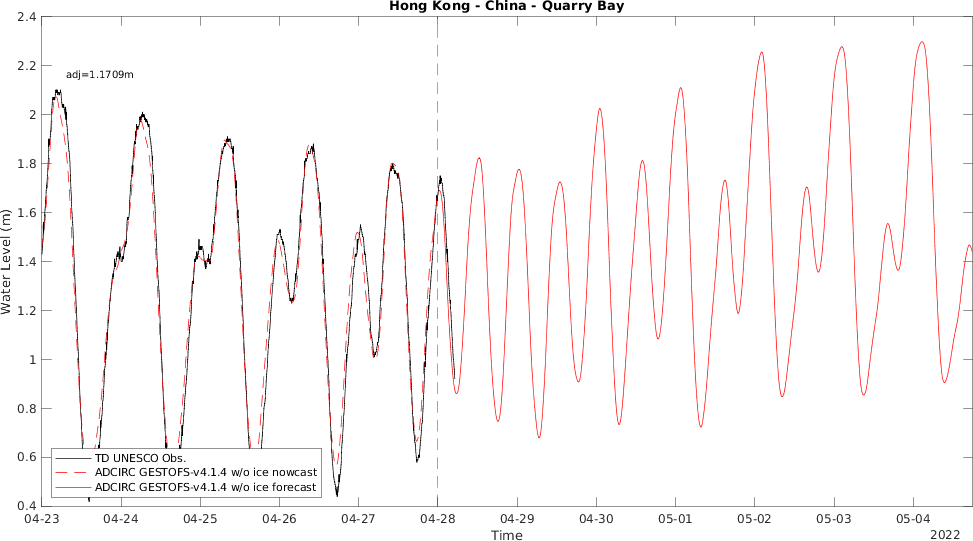 Hong Kong - China - Quarry Bay
adj=1.1709m
2.4
2.2
2
1.8
1.6
1.4
1.2
1
0.8
0.6
0.4
Water Level (m)
TD UNESCO Obs.
ADCIRC GESTOFS-v4.1.4 w/o ice nowcast
ADCIRC GESTOFS-v4.1.4 w/o ice forecast
04-23 04-24 04-25 04-26 04-27 04-28 04-29 04-30 05-01 05-02 05-03 05-04
Time
2022